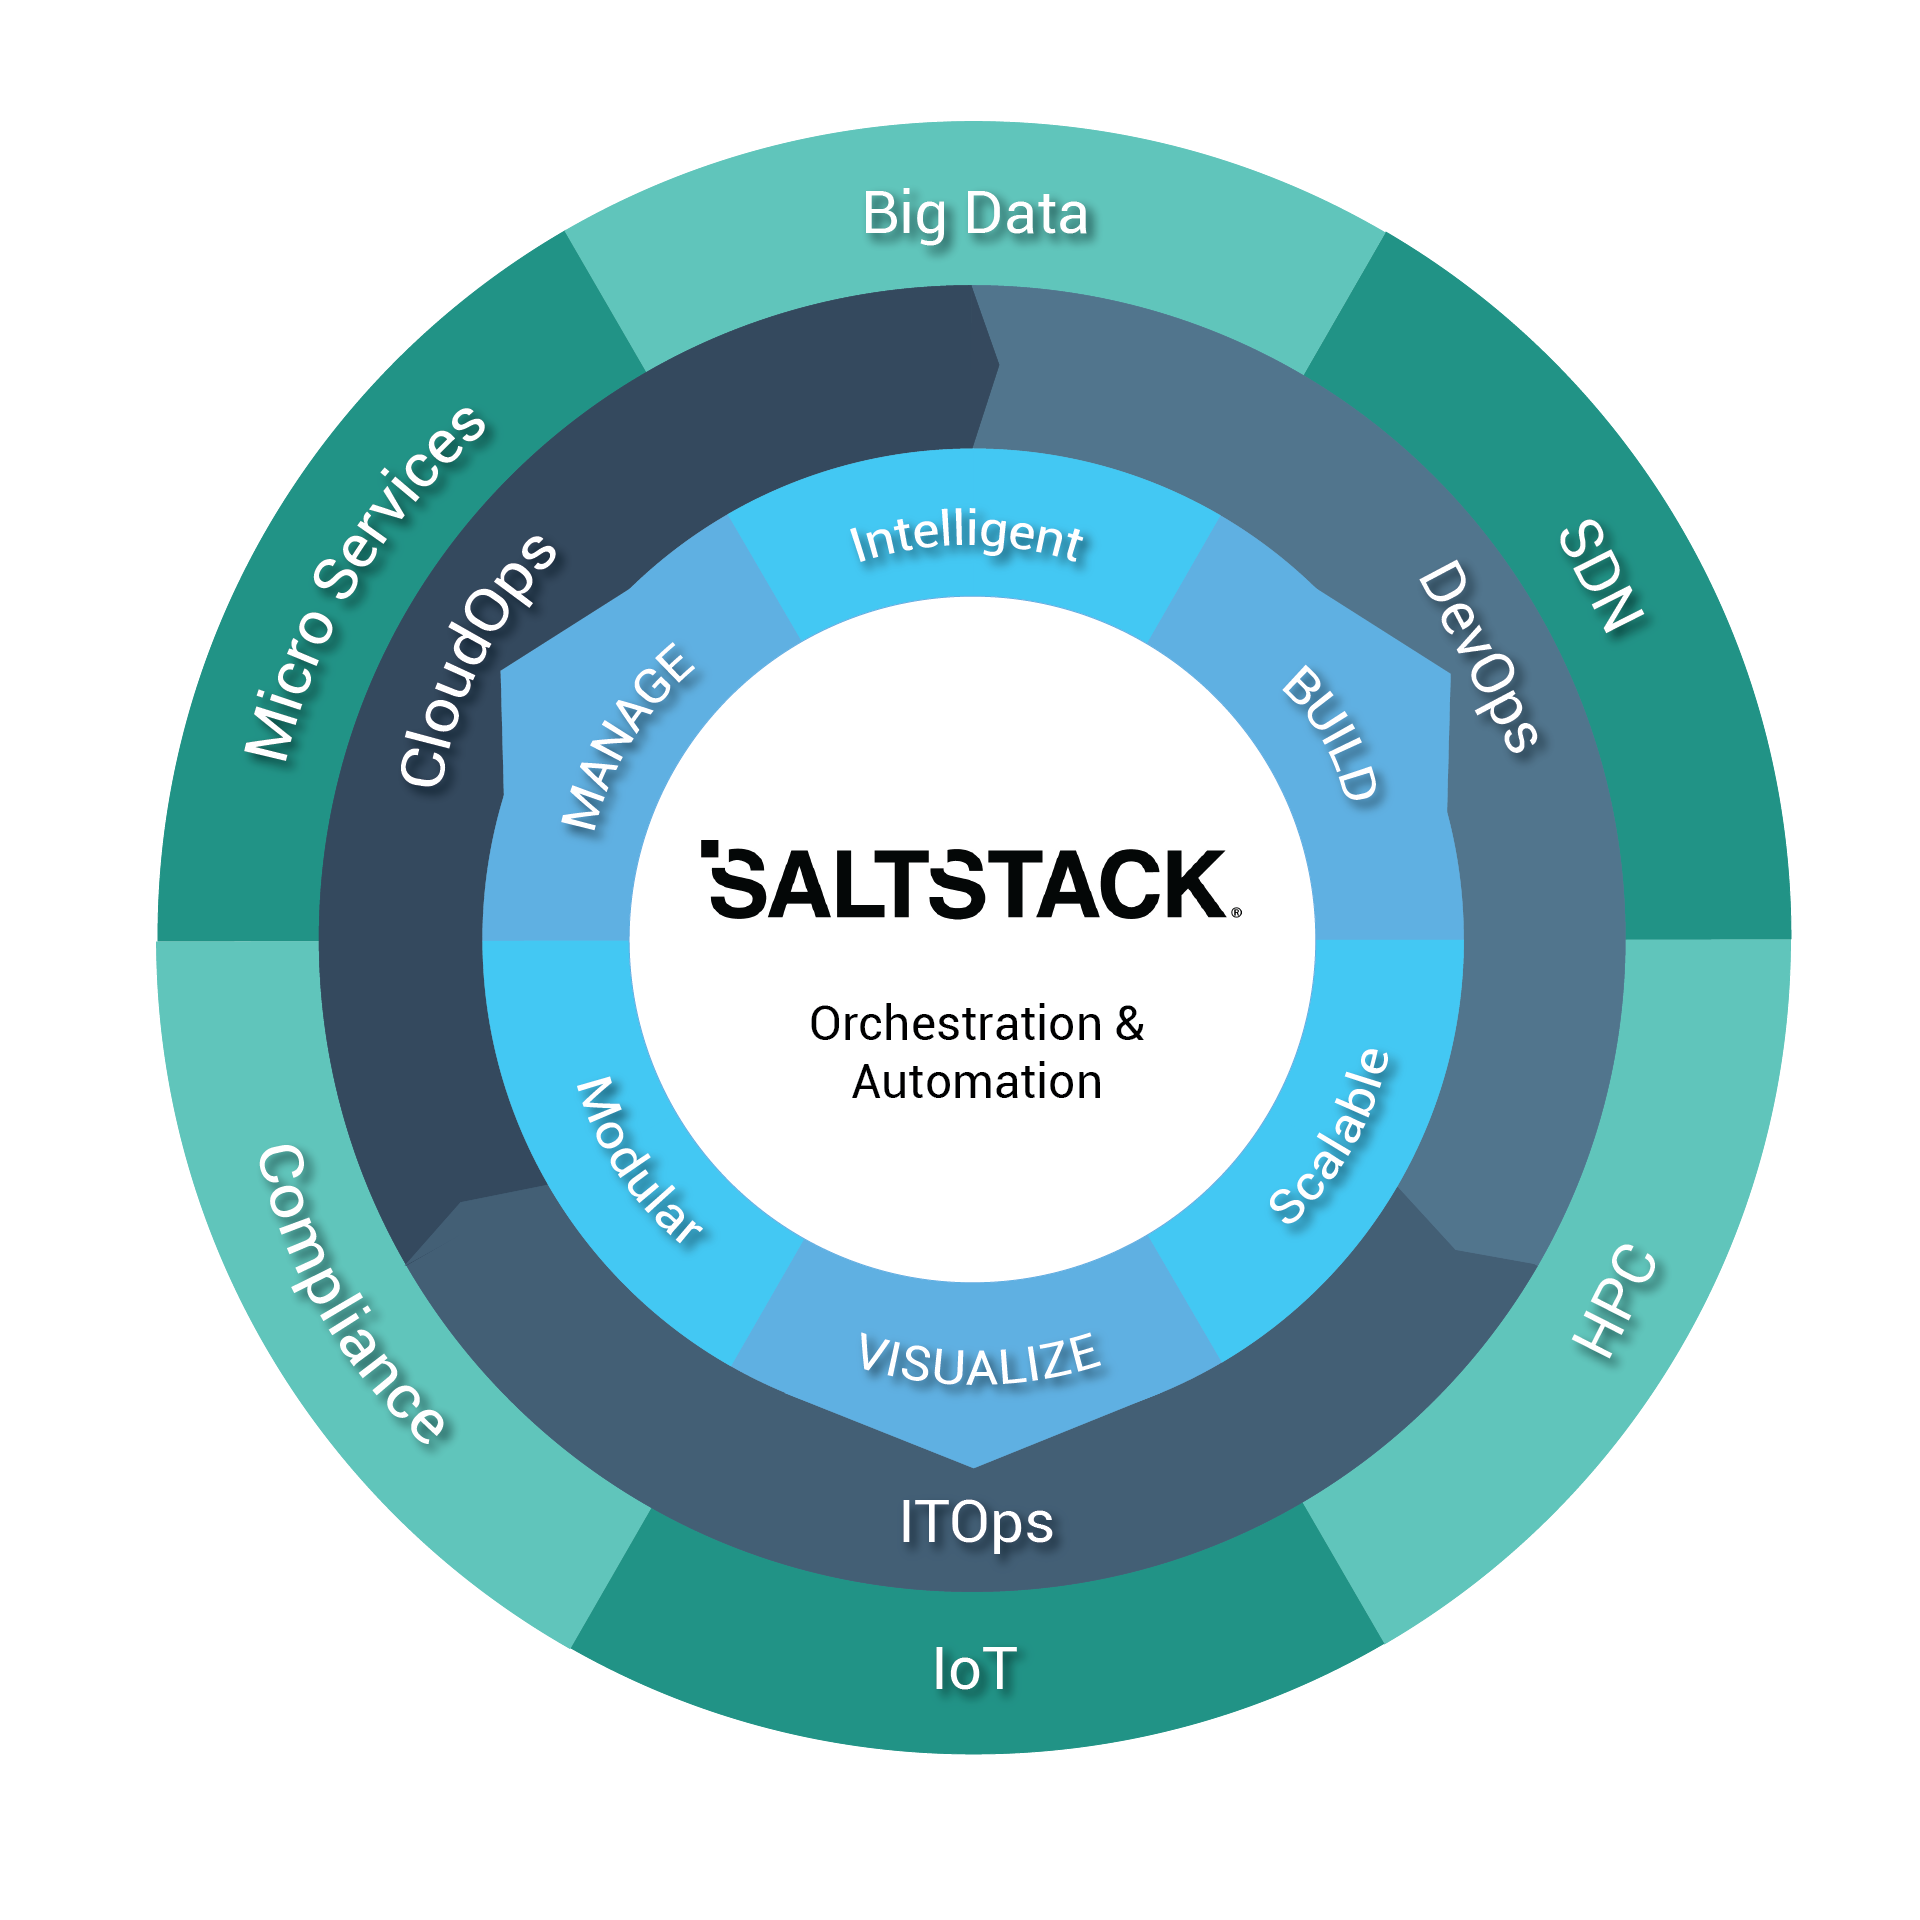 Big Data
SDN
HPC
IoT
Compliance
Micro Services
CloudOps
DevOps
ITOps
Intelligent
BUILD
Scalable
VISUALIZE
Modular
MANAGE
SALTSTACK®
Orchestration &
Automation